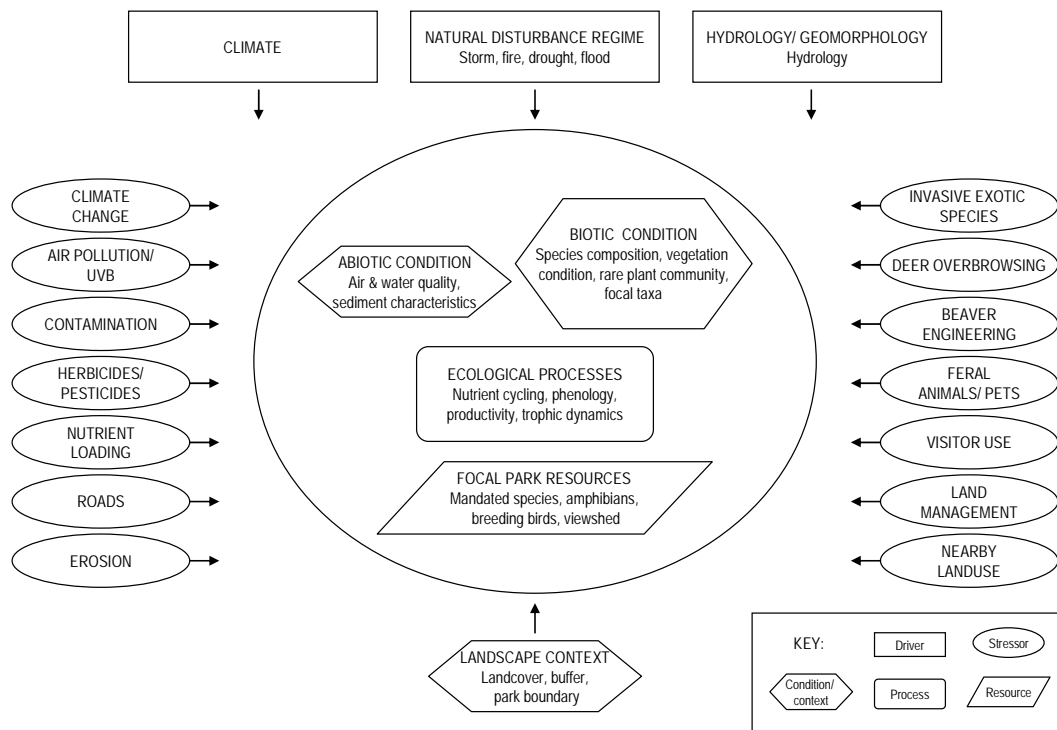 CLIMATE
NATURAL DISTURBANCE REGIME
Storm, fire, drought, flood
HYDROLOGY/ GEOMORPHOLOGY
Hydrology
CLIMATE
CHANGE
AIR POLLUTION/
UVB
CONTAMINATION
HERBICIDES/
PESTICIDES
NUTRIENT
LOADING
ROADS
EROSION
ABIOTIC CONDITION
Air & water quality,
sediment characteristics
BIOTIC CONDITION
Species composition, vegetation
condition, rare plant community,
focal taxa
ECOLOGICAL PROCESSES
Nutrient cycling, phenology,
productivity, trophic dynamics
FOCAL PARK RESOURCES
Mandated species, amphibians,
breeding birds, viewshed
INVASIVE EXOTIC
SPECIES
DEER OVERBROWSING
BEAVER
ENGINEERING
FERAL
ANIMALS/ PETS
VISITOR USE
LAND
MANAGEMENT
NEARBY
LANDUSE
LANDSCAPE CONTEXT
Landcover, buffer,
park boundary
KEY:
Driver
Stressor
Condition/
context
Process
Resource